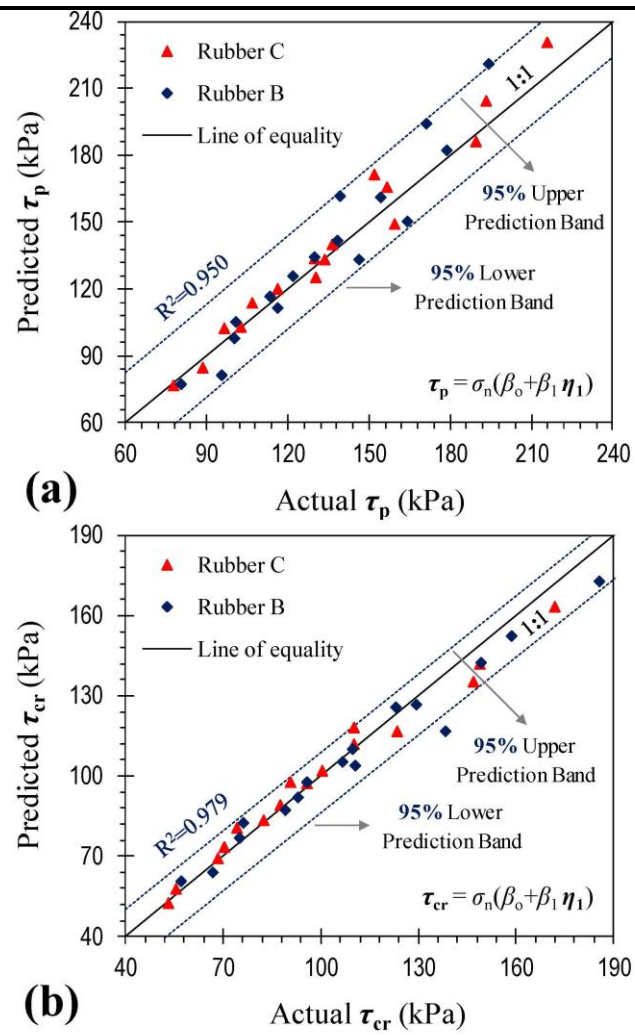 240
210
180
150
120
90
60
Predicted τp (kPa)
Rubber C
Rubber B
Line of equality
1:1
95% Upper
Prediction Band
R²=0.950
95% Lower
Prediction Band
τp = σn(βo+β1 η1)
60 90 120 150 180 210 240
(a)
Actual τp (kPa)
190
160
130
100
70
40
Predicted τcr (kPa)
Rubber C
Rubber B
Line of equality
1:1
95% Upper
Prediction Band
R²=0.979
95% Lower
Prediction Band
τcr = σn(βo+β1 η1)
40 70 100 130 160 190
(b)
Actual τcr (kPa)